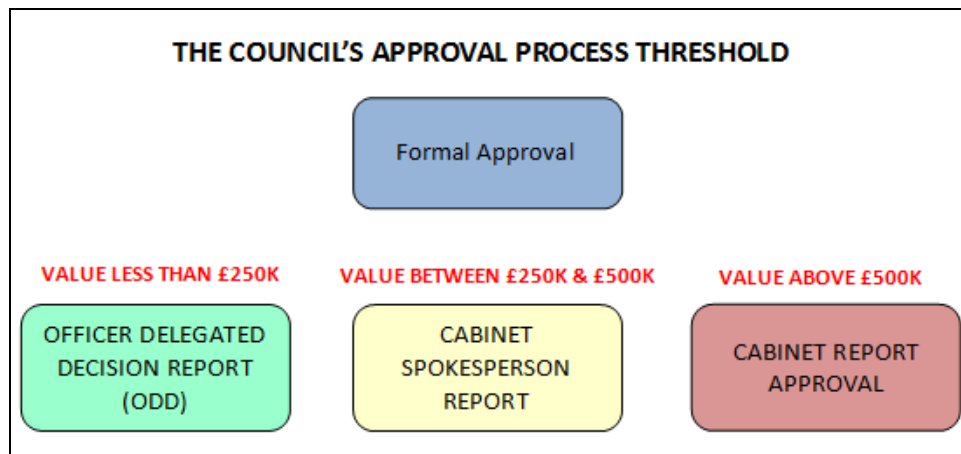 THE COUNCIL'S APPROVAL PROCESS THRESHOLD
Formal Approval
VALUE LESS THAN £250K
VALUE BETWEEN £250K & £500K
VALUE ABOVE £500K
OFFICER DELEGATED
DECISION REPORT
(ODD)
CABINET
SPOKESPERSON
REPORT
CABINET REPORT
APPROVAL